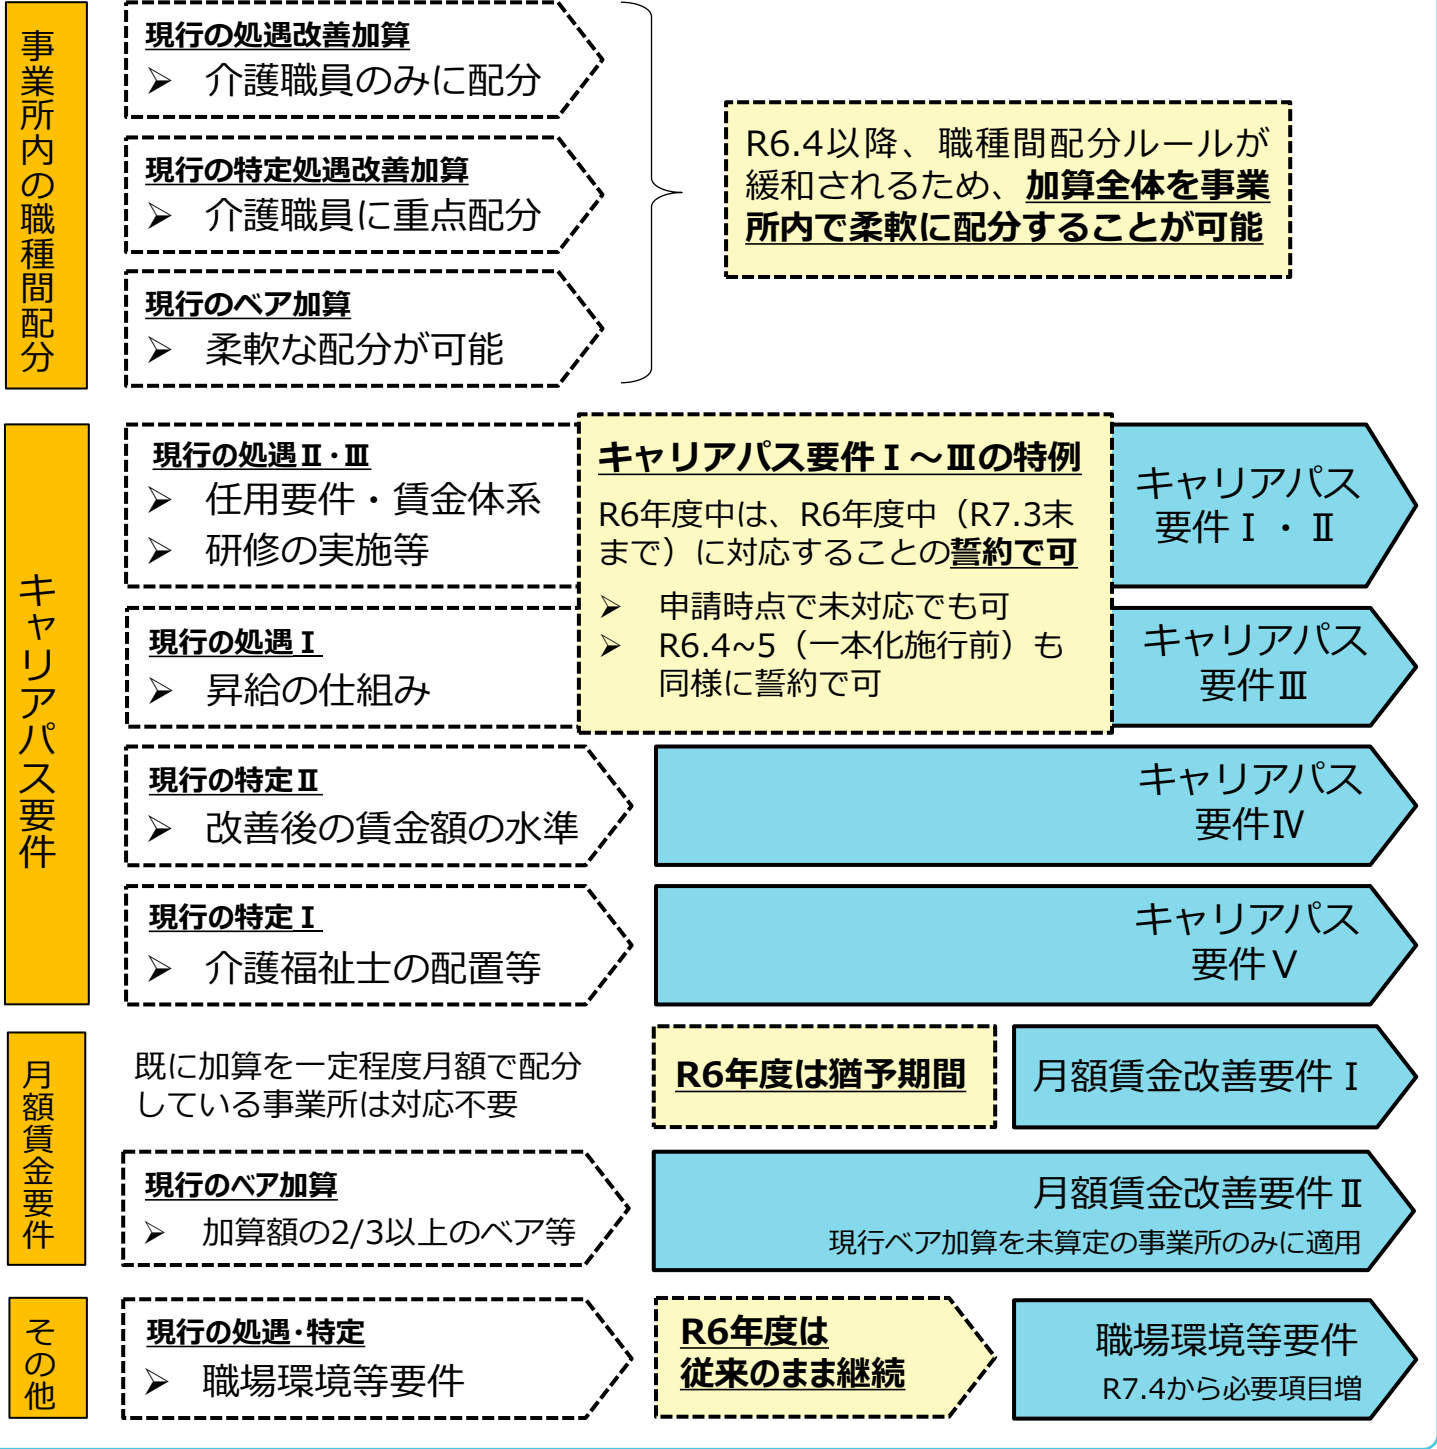 事業所内の職種間配分
現行の処遇改善加算
➢ 介護職員のみに配分
現行の特定処遇改善加算
➢ 介護職員に重点配分
現行のベア加算
➢ 柔軟な配分が可能
R6.4以降、職種間配分ルールが
緩和されるため、加算全体を事業
所内で柔軟に配分することが可能
キャリアパス要件
現行の処遇Ⅱ・Ⅲ
➢ 任用要件・賃金体系
➢ 研修の実施等
現行の処遇Ⅰ
➢ 昇給の仕組み
キャリアパス要件Ⅰ～Ⅲの特例
R6年度中は、R6年度中（R7.3末
まで）に対応することの誓約で可
➢ 申請時点で未対応でも可
➢ R6.4~5（一本化施行前）も
同様に誓約で可
キャリアパス
要件Ⅰ・Ⅱ
キャリアパス
要件Ⅲ
現行の特定Ⅱ
➢ 改善後の賃金額の水準
キャリアパス
要件Ⅳ
現行の特定Ⅰ
➢ 介護福祉士の配置等
キャリアパス
要件Ⅴ
月額賃金要件
既に加算を一定程度月額で配分
している事業所は対応不要
R6年度は猶予期間
月額賃金改善要件Ⅰ
現行のベア加算
➢ 加算額の2/3以上のベア等
月額賃金改善要件Ⅱ
現行ベア加算を未算定の事業所のみに適用
その他
現行の処遇・特定
➢ 職場環境等要件
R6年度は
従来のまま継続
職場環境等要件
R7.4から必要項目増